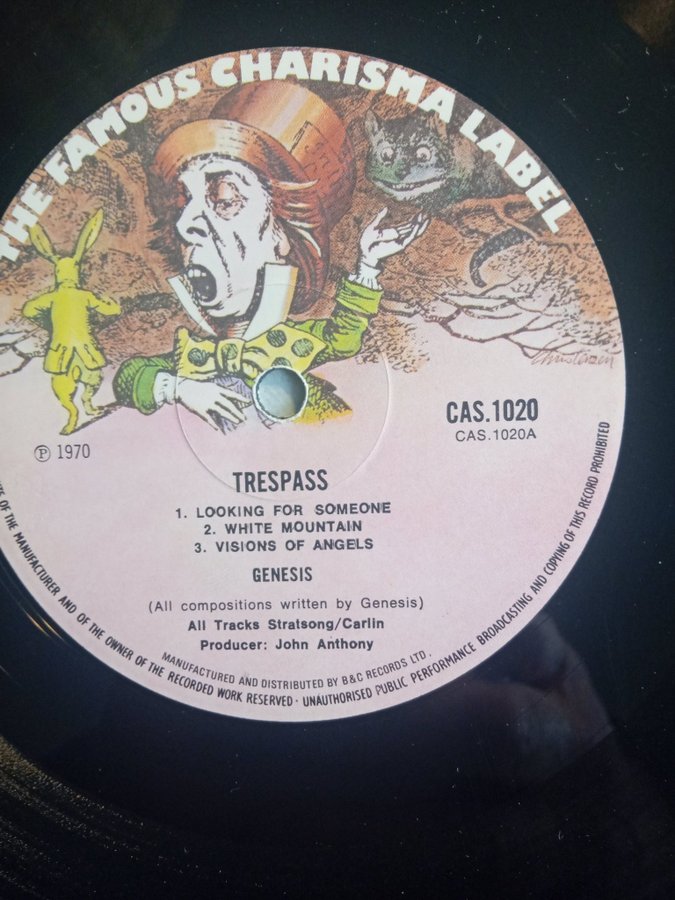 THE FAMOUS CHARISMA LABEL
Christensen
CAS.1020
CAS.1020A
Ⓟ 1970
TRESPASS
1. LOOKING FOR SOMEONE
2. WHITE MOUNTAIN
3. VISIONS OF ANGELS
GENESIS
(All compositions written by Genesis)
All Tracks Stratsong/Carlin
Producer: John Anthony
MANUFACTURED AND DISTRIBUTED BY B&C RECORDS LTD.
OF THE MANUFACTURER AND OF THE OWNER OF THE RECORDED WORK RESERVED · UNAUTHORISED PUBLIC PERFORMANCE BROADCASTING AND COPYING OF THIS RECORD PROHIBITED